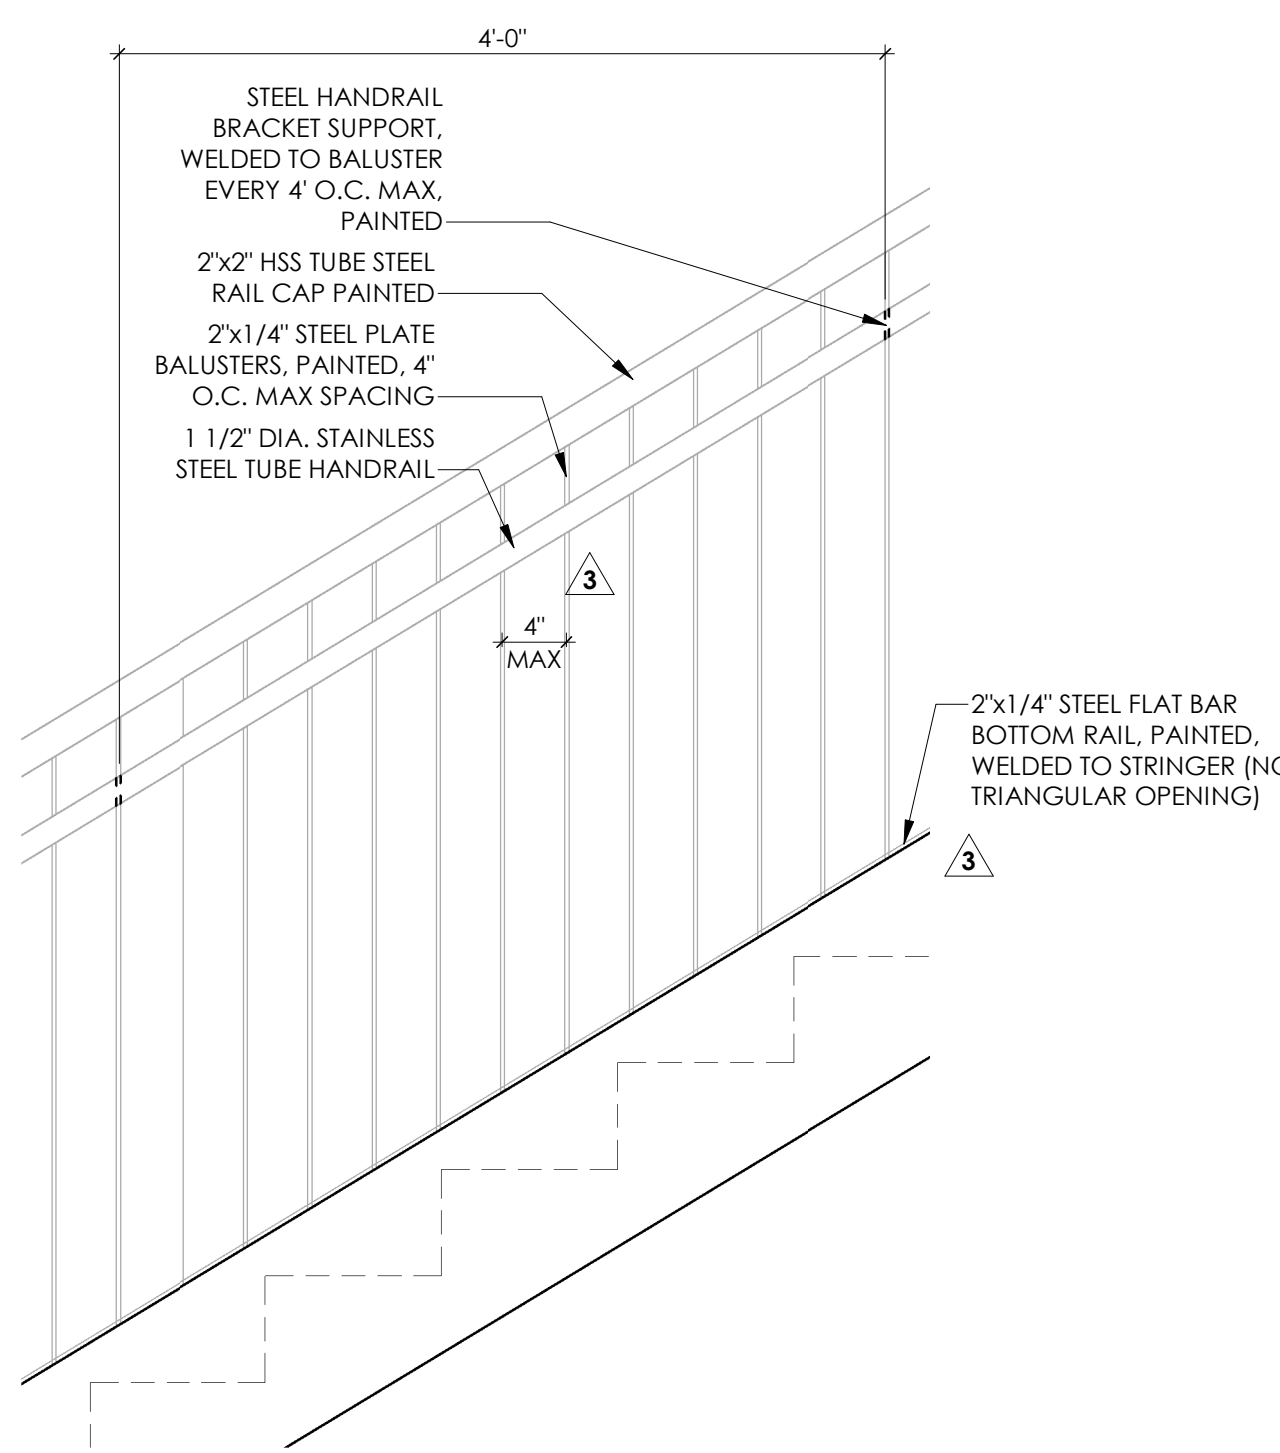 4'-0"
STEEL HANDRAIL
BRACKET SUPPORT,
WELDED TO BALUSTER
EVERY 4' O.C. MAX,
PAINTED
2"x2" HSS TUBE STEEL
RAIL CAP PAINTED
2"x1/4" STEEL PLATE
BALUSTERS, PAINTED, 4"
O.C. MAX SPACING
1 1/2" DIA. STAINLESS
STEEL TUBE HANDRAIL
3
4"
MAX
2"x1/4" STEEL FLAT BAR
BOTTOM RAIL, PAINTED,
WELDED TO STRINGER (NO
TRIANGULAR OPENING)
3